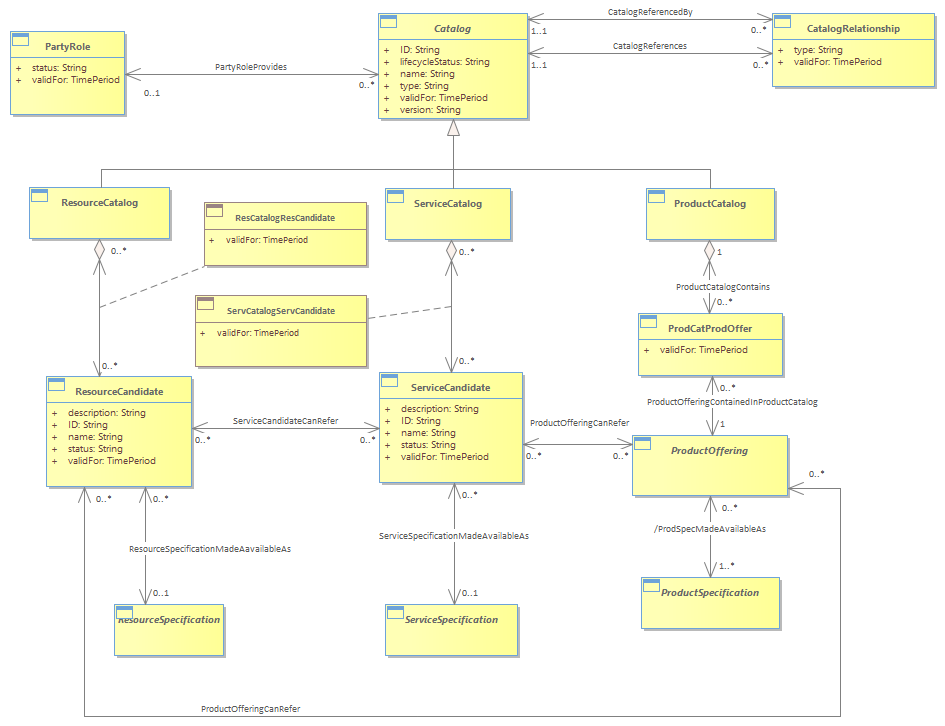 CatalogReferencedBy
Catalog
CatalogRelationship
1..1
0..*
PartyRole
+ ID: String
+ lifecycleStatus: String
+ name: String
+ type: String
+ validFor: TimePeriod
+ version: String
CatalogReferences
+ type: String
+ validFor: TimePeriod
+ status: String
+ validFor: TimePeriod
PartyRoleProvides
1..1
0..*
0..1
0..*
ResourceCatalog
ServiceCatalog
ProductCatalog
ResCatalogResCandidate
+ validFor: TimePeriod
0..*
0..*
1
ProductCatalogContains
0..*
ServCatalogServCandidate
+ validFor: TimePeriod
ProdCatProdOffer
+ validFor: TimePeriod
0..*
0..*
ResourceCandidate
+ description: String
+ ID: String
+ name: String
+ status: String
+ validFor: TimePeriod
ServiceCandidate
+ description: String
+ ID: String
+ name: String
+ status: String
+ validFor: TimePeriod
0..*
ProductOfferingContainedInProductCatalog
1
ServiceCandidateCanRefer
0..*
0..*
ProductOfferingCanRefer
0..*
0..*
ProductOffering
0..*
0..*
0..*
0..*
0..*
/ProdSpecMadeAvailableAs
1..*
ResourceSpecificationMadeAavailableAs
ServiceSpecificationMadeAvailableAs
0..1
0..1
ProductSpecification
ResourceSpecification
ServiceSpecification
ProductOfferingCanRefer